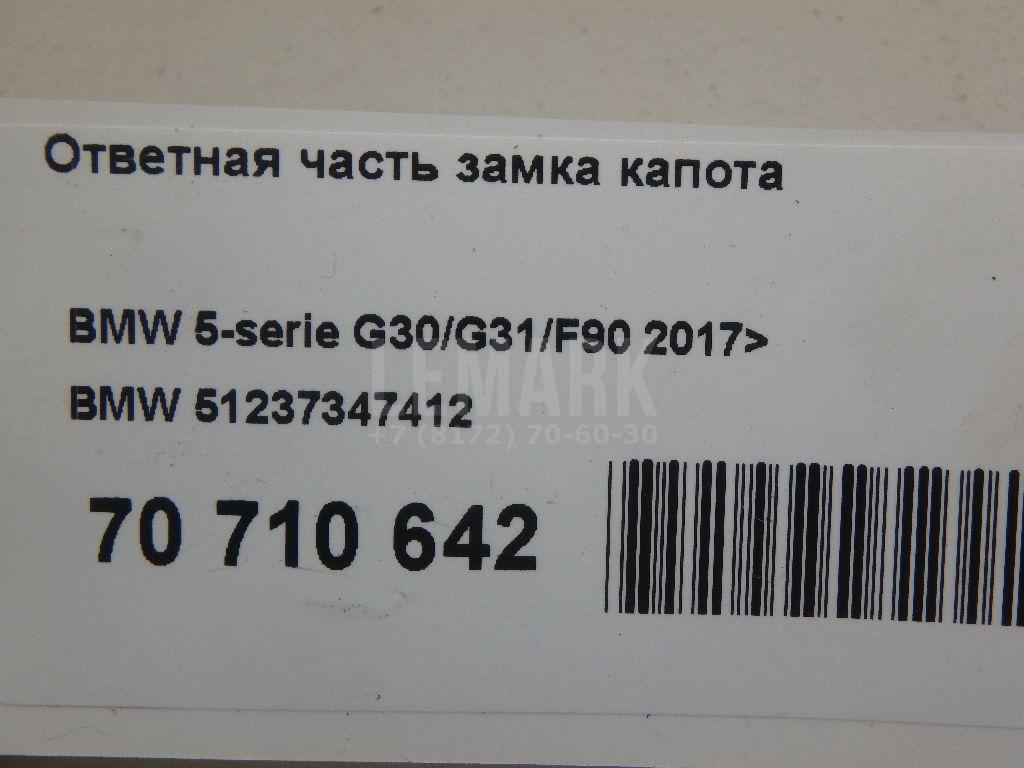 Ответная часть замка капота
BMW 5-serie G30/G31/F90 2017>
LEMARK
BMW 51237347412
+7 (8172) 70-60-30
70 710 642